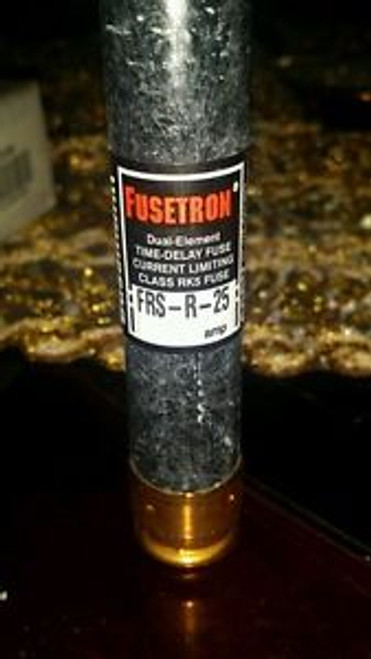 FUSETRON®
Dual-Element
TIME-DELAY FUSE
CURRENT LIMITING
CLASS RK5 FUSE
FRS-R-25
amp